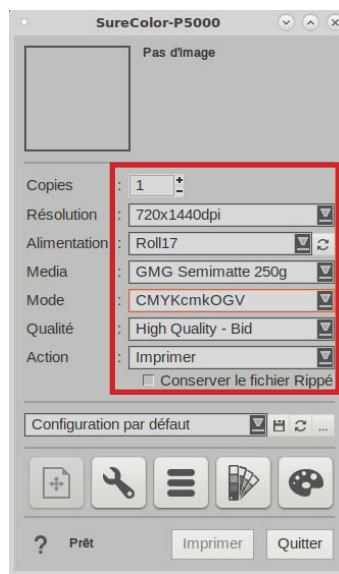 SureColor-P5000
Pas d'image
Copies : 1
Résolution : 720x1440dpi
Alimentation : Roll17
Media : GMG Semimatte 250g
Mode : CMYKcmkOGV
Qualité : High Quality - Bid
Action : Imprimer
Conserver le fichier Rippé
Configuration par défaut ...
? Prêt Imprimer Quitter